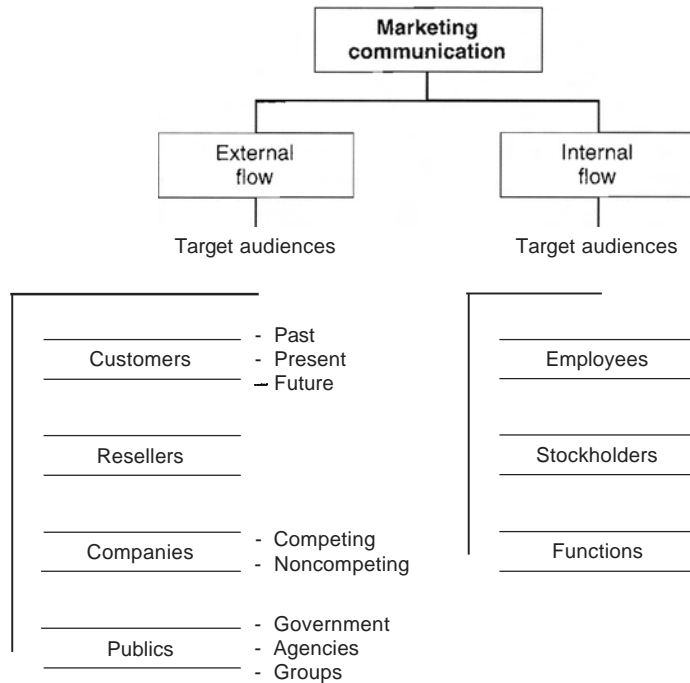 Marketing
communication
External
flow
Internal
flow
Target audiences
Target audiences
Customers
- Past
- Present
- Future
Resellers
Companies
- Competing
- Noncompeting
Publics
- Government
- Agencies
- Groups
Employees
Stockholders
Functions